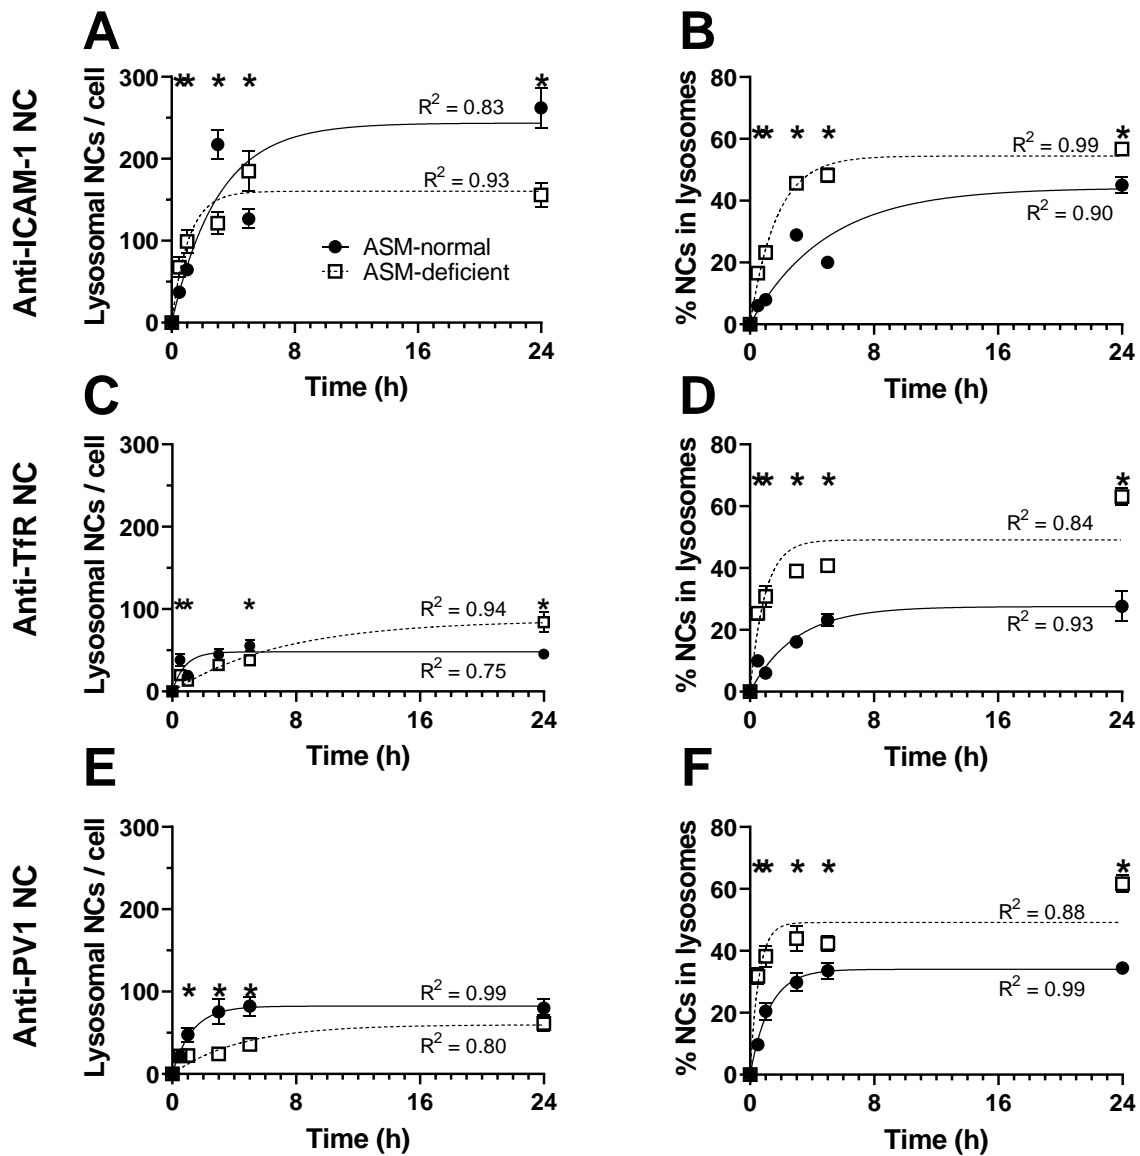 A
Anti-ICAM-1 NC
Lysosomal NCs / cell
300
200
100
0
** * * *
R2 = 0.83
R2 = 0.93
ASM-normal
ASM-deficient
0 8 16 24
Time (h)
B
% NCs in lysosomes
80
60
40
20
0
** * * *
R2 = 0.99
R2 = 0.90
0 8 16 24
Time (h)
C
Anti-TfR NC
Lysosomal NCs / cell
300
200
100
0
** * *
R2 = 0.94
R2 = 0.75
0 8 16 24
Time (h)
D
% NCs in lysosomes
80
60
40
20
0
** * * *
R2 = 0.84
R2 = 0.93
0 8 16 24
Time (h)
E
Anti-PV1 NC
Lysosomal NCs / cell
300
200
100
0
* * *
R2 = 0.99
R2 = 0.80
0 8 16 24
Time (h)
F
% NCs in lysosomes
80
60
40
20
0
** * * *
R2 = 0.88
R2 = 0.99
0 8 16 24
Time (h)